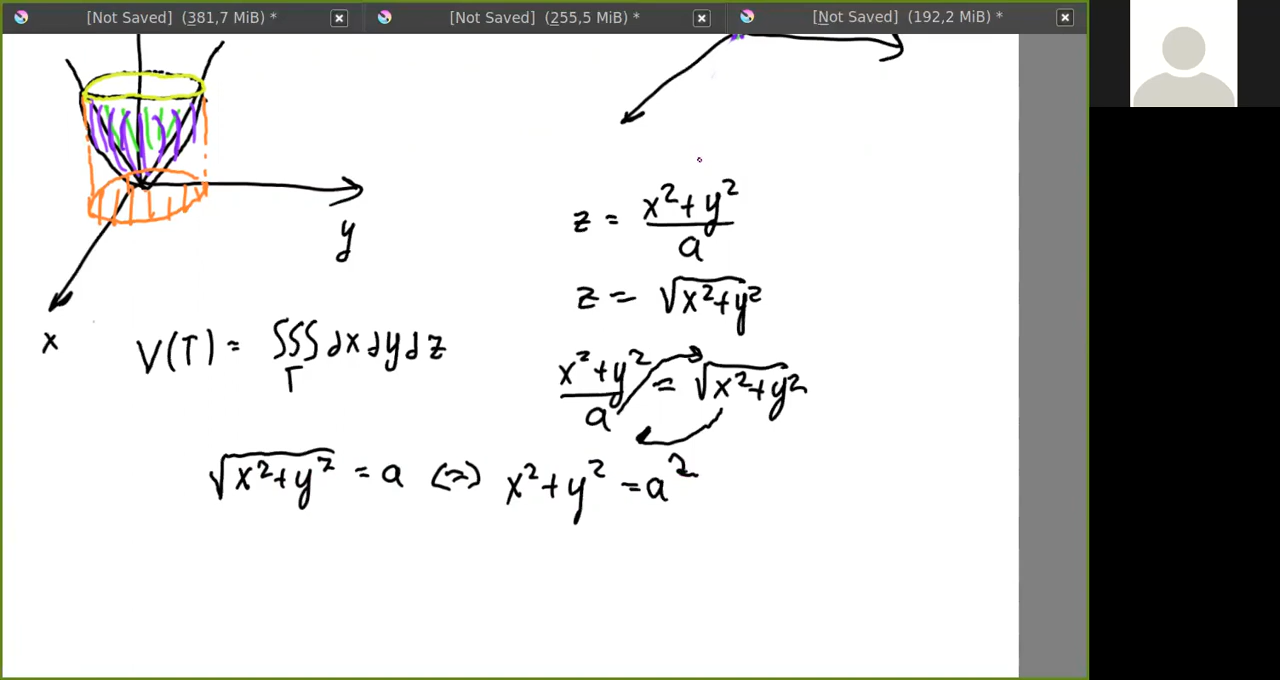 [Not Saved] (381,7 MiB) * × [Not Saved] (255,5 MiB) * × [Not Saved] (192,2 MiB) * ×
y
x
V(T) = ∭ dx dy dz
T
z = (x² + y²)/a
z = √(x² + y²)
(x² + y²)/a = √(x² + y²)
√(x² + y²) = a (=) x² + y² = a²